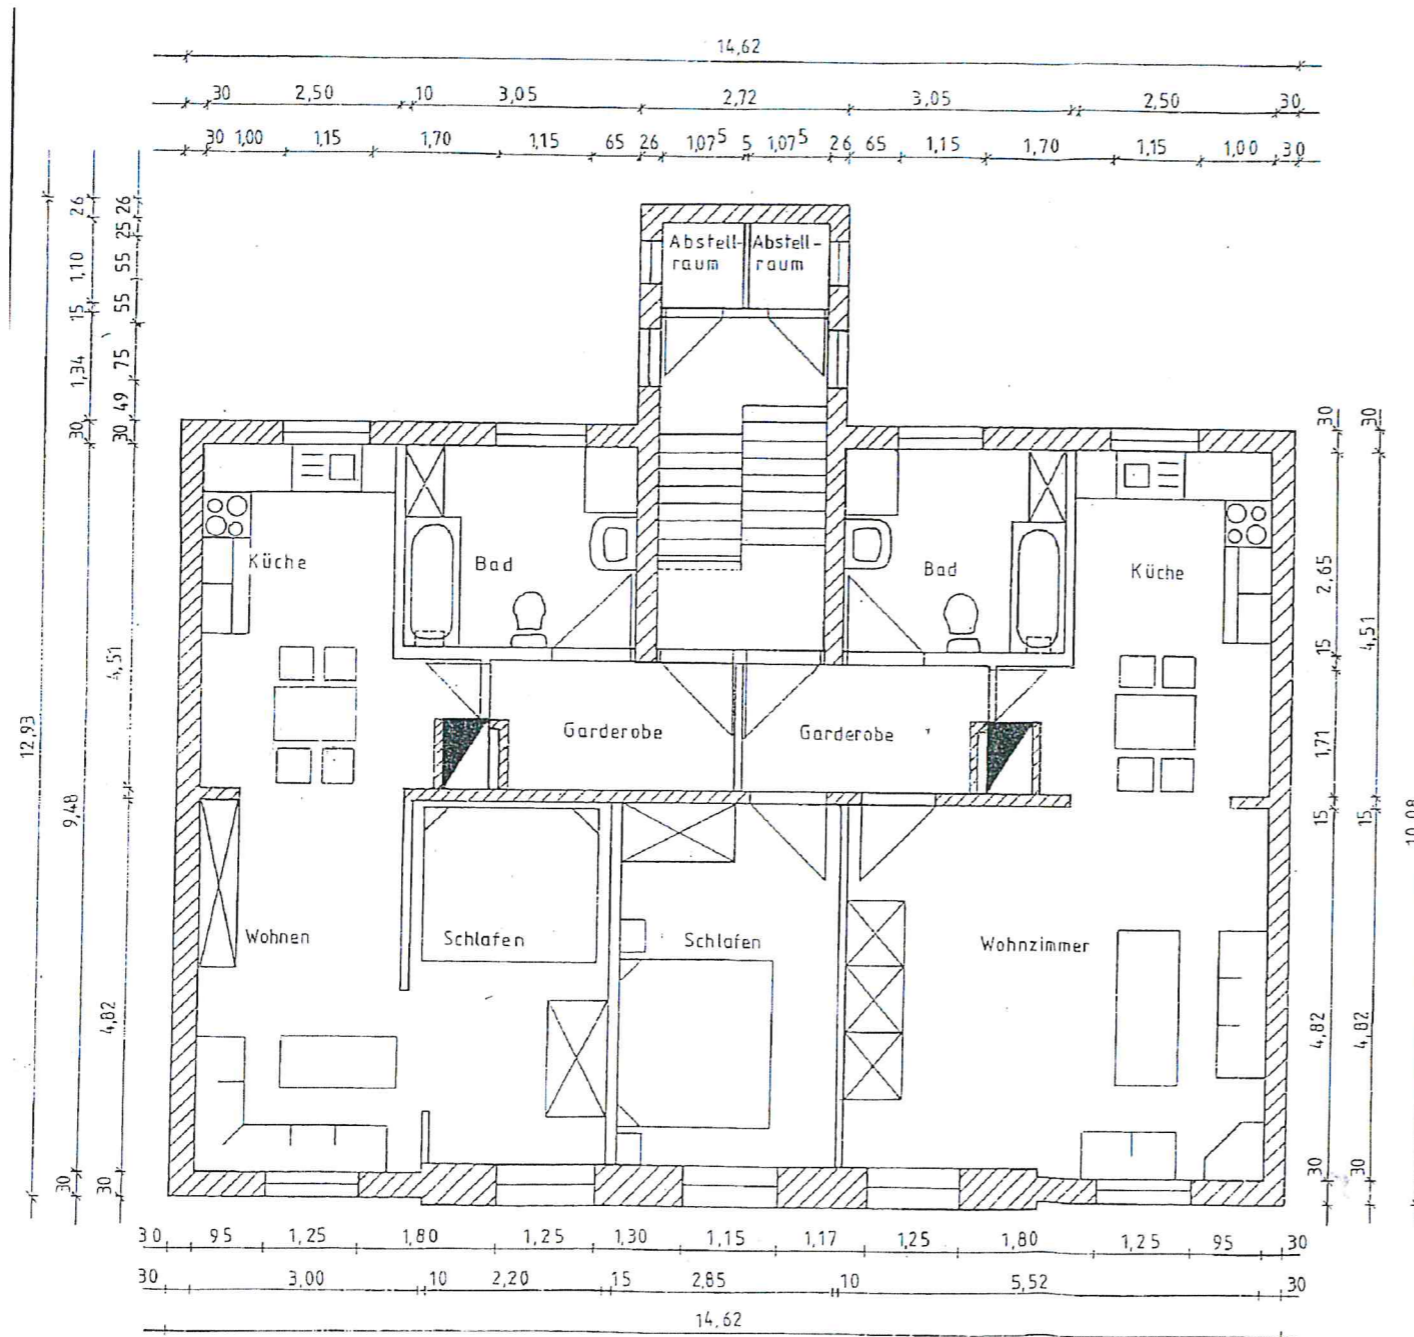 14,62
30 2,50 10 3,05 2,72 3,05 2,50 30
30 1,00 1,15 1,70 1,15 65 26 1,07⁵ 5 1,07⁵ 26 65 1,15 1,70 1,15 1,00 30
12,93
26 1,10 15 1,34 30 9,48 30
26 25 55 55 75 49 30 4,51 4,82 30
Abstell-
raum
Abstell-
raum
Küche
Bad
Bad
Küche
Garderobe
Garderobe
Wohnen
Schlafen
Schlafen
Wohnzimmer
30 2,65 15 1,71 15 4,82 30
30 4,51 15 4,82 30
30 95 1,25 1,80 1,25 1,30 1,15 1,17 1,25 1,80 1,25 95 30
30 3,00 10 2,20 15 2,85 10 5,52 30
14,62